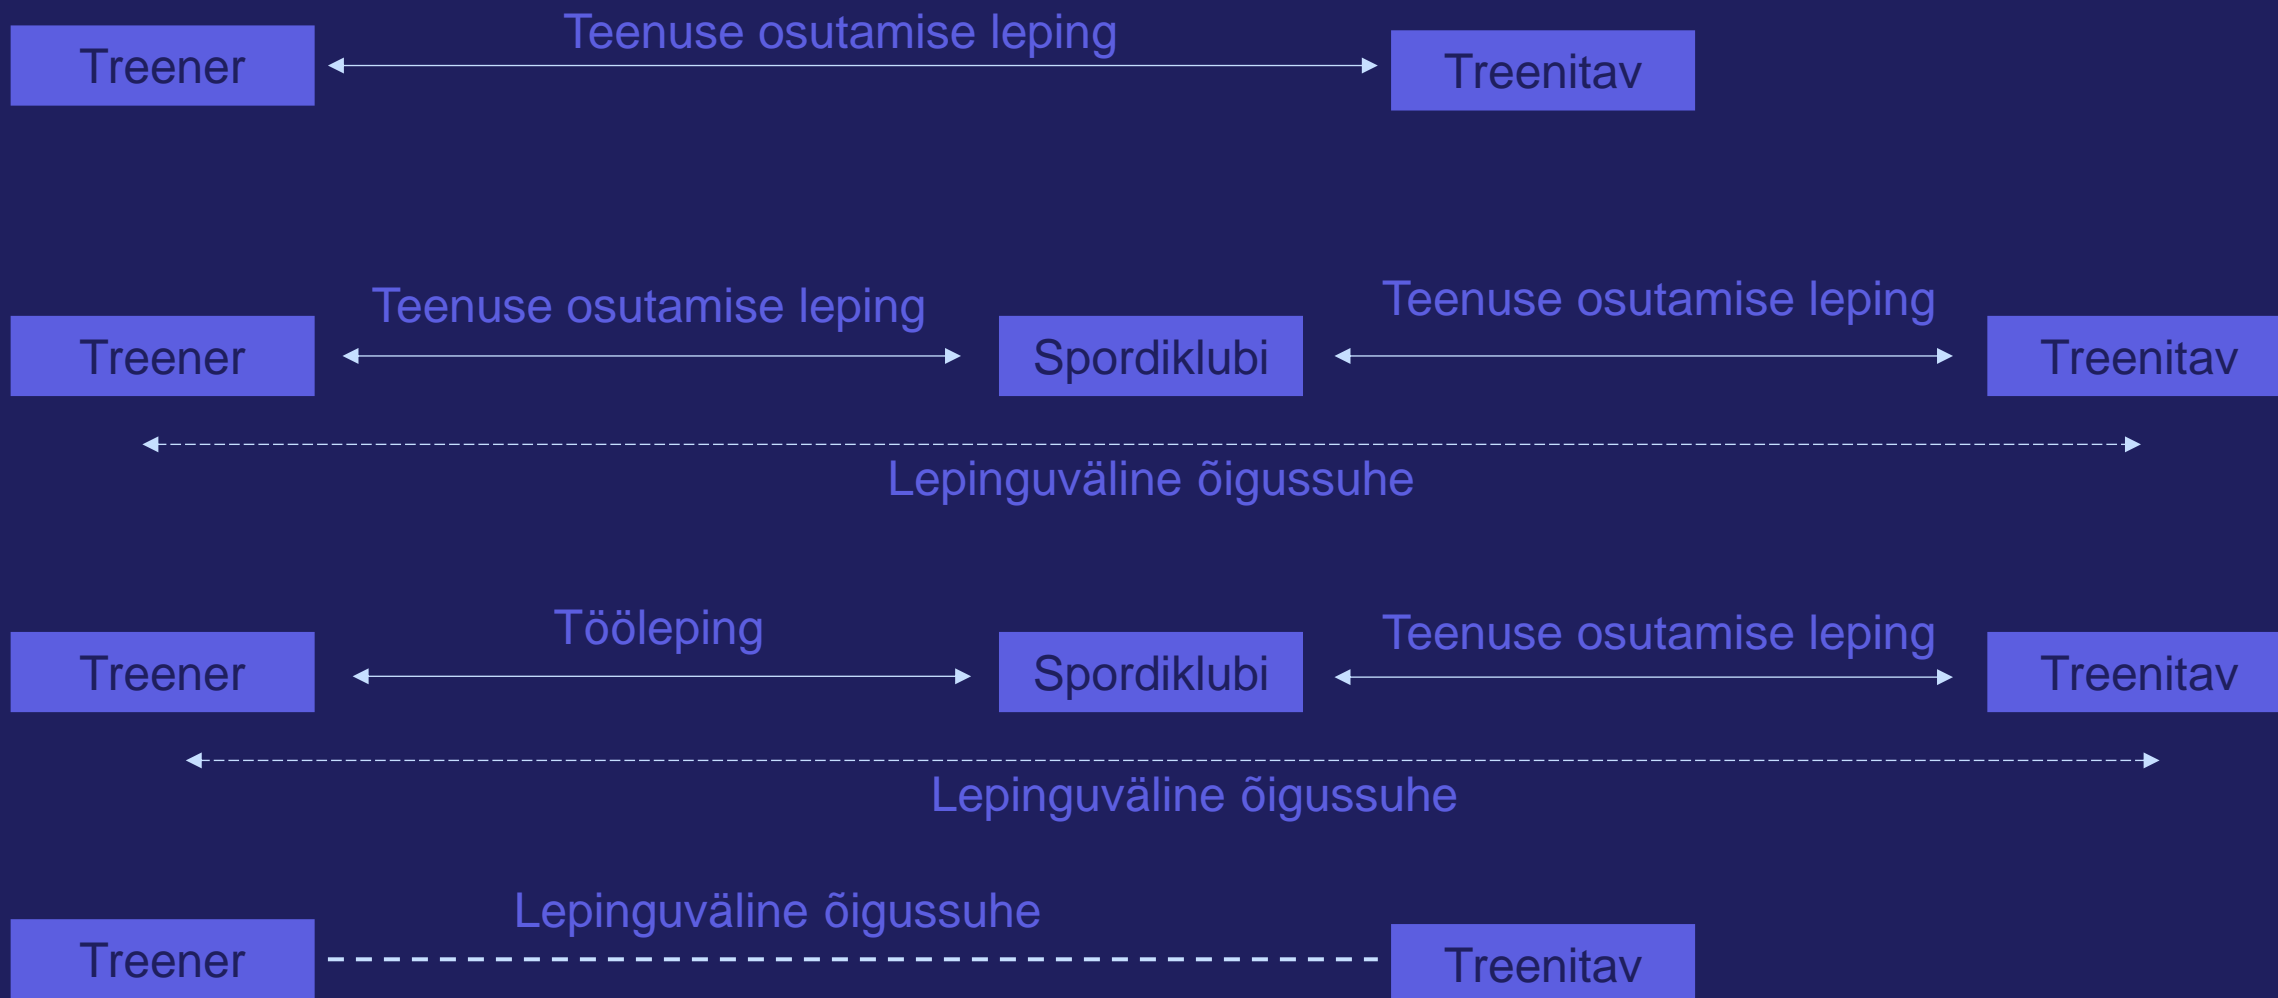 Teenuse osutamise leping
Treener
Treenitav
Teenuse osutamise leping
Teenuse osutamise leping
Treener
Spordiklubi
Treenitav
Lepinguväline õigussuhe
Tööleping
Teenuse osutamise leping
Treener
Spordiklubi
Treenitav
Lepinguväline õigussuhe
Lepinguväline õigussuhe
Treener
Treenitav